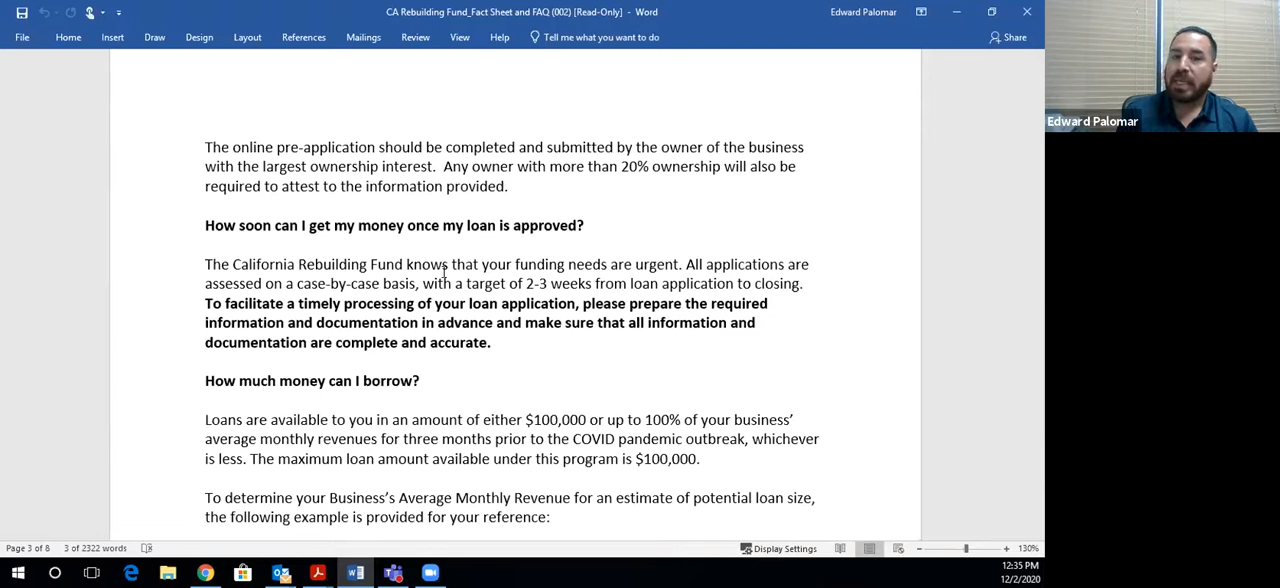 CA Rebuilding Fund_Fact Sheet and FAQ (002) [Read-Only] - Word
Edward Palomar
File Home Insert Draw Design Layout References Mailings Review View Help Tell me what you want to do Share
Edward Palomar
The online pre-application should be completed and submitted by the owner of the business
with the largest ownership interest. Any owner with more than 20% ownership will also be
required to attest to the information provided.
How soon can I get my money once my loan is approved?
The California Rebuilding Fund knows that your funding needs are urgent. All applications are
assessed on a case-by-case basis, with a target of 2-3 weeks from loan application to closing.
To facilitate a timely processing of your loan application, please prepare the required
information and documentation in advance and make sure that all information and
documentation are complete and accurate.
How much money can I borrow?
Loans are available to you in an amount of either $100,000 or up to 100% of your business’
average monthly revenues for three months prior to the COVID pandemic outbreak, whichever
is less. The maximum loan amount available under this program is $100,000.
To determine your Business’s Average Monthly Revenue for an estimate of potential loan size,
the following example is provided for your reference:
Page 3 of 8 3 of 2322 words Display Settings 130%
12:35 PM
12/2/2020